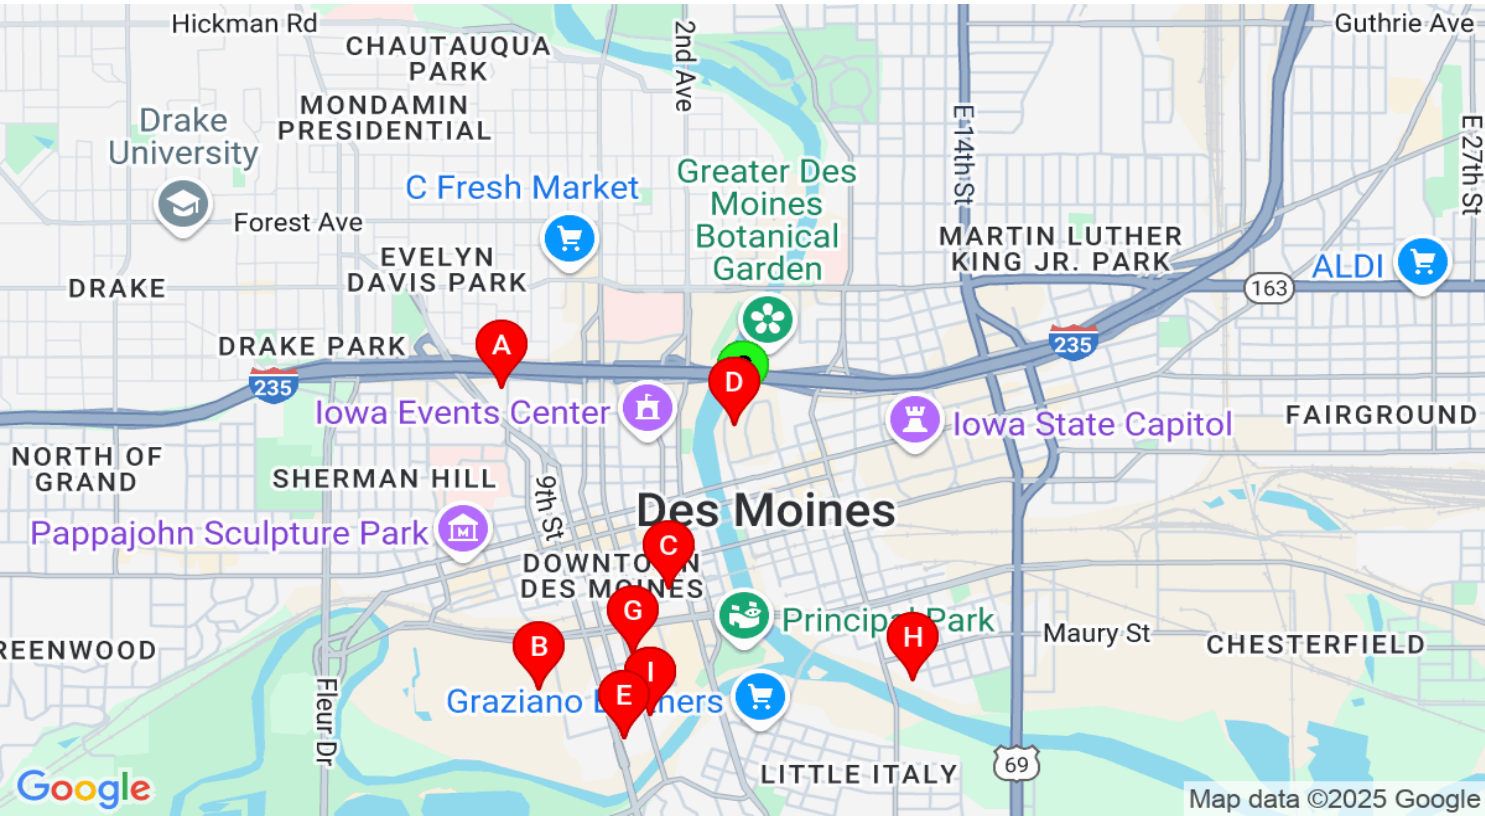 Hickman Rd
Guthrie Ave
CHAUTAUQUA
PARK
2nd Ave
MONDAMIN
PRESIDENTIAL
Drake
University
E 14th St
E 27th St
C Fresh Market
Greater Des
Moines
Botanical
Garden
Forest Ave
EVELYN
DAVIS PARK
MARTIN LUTHER
KING JR. PARK
ALDI
DRAKE
163
DRAKE PARK
A
235
235
D
Iowa Events Center
Iowa State Capitol
FAIRGROUND
NORTH OF
GRAND
SHERMAN HILL
9th St
Des Moines
Pappajohn Sculpture Park
C
DOWNTOWN
DES MOINES
G
Principal Park
H
Maury St
CHESTERFIELD
REENWOOD
B
I
E
Graziano Brothers
Fleur Dr
LITTLE ITALY
69
Google
Map data ©2025 Google